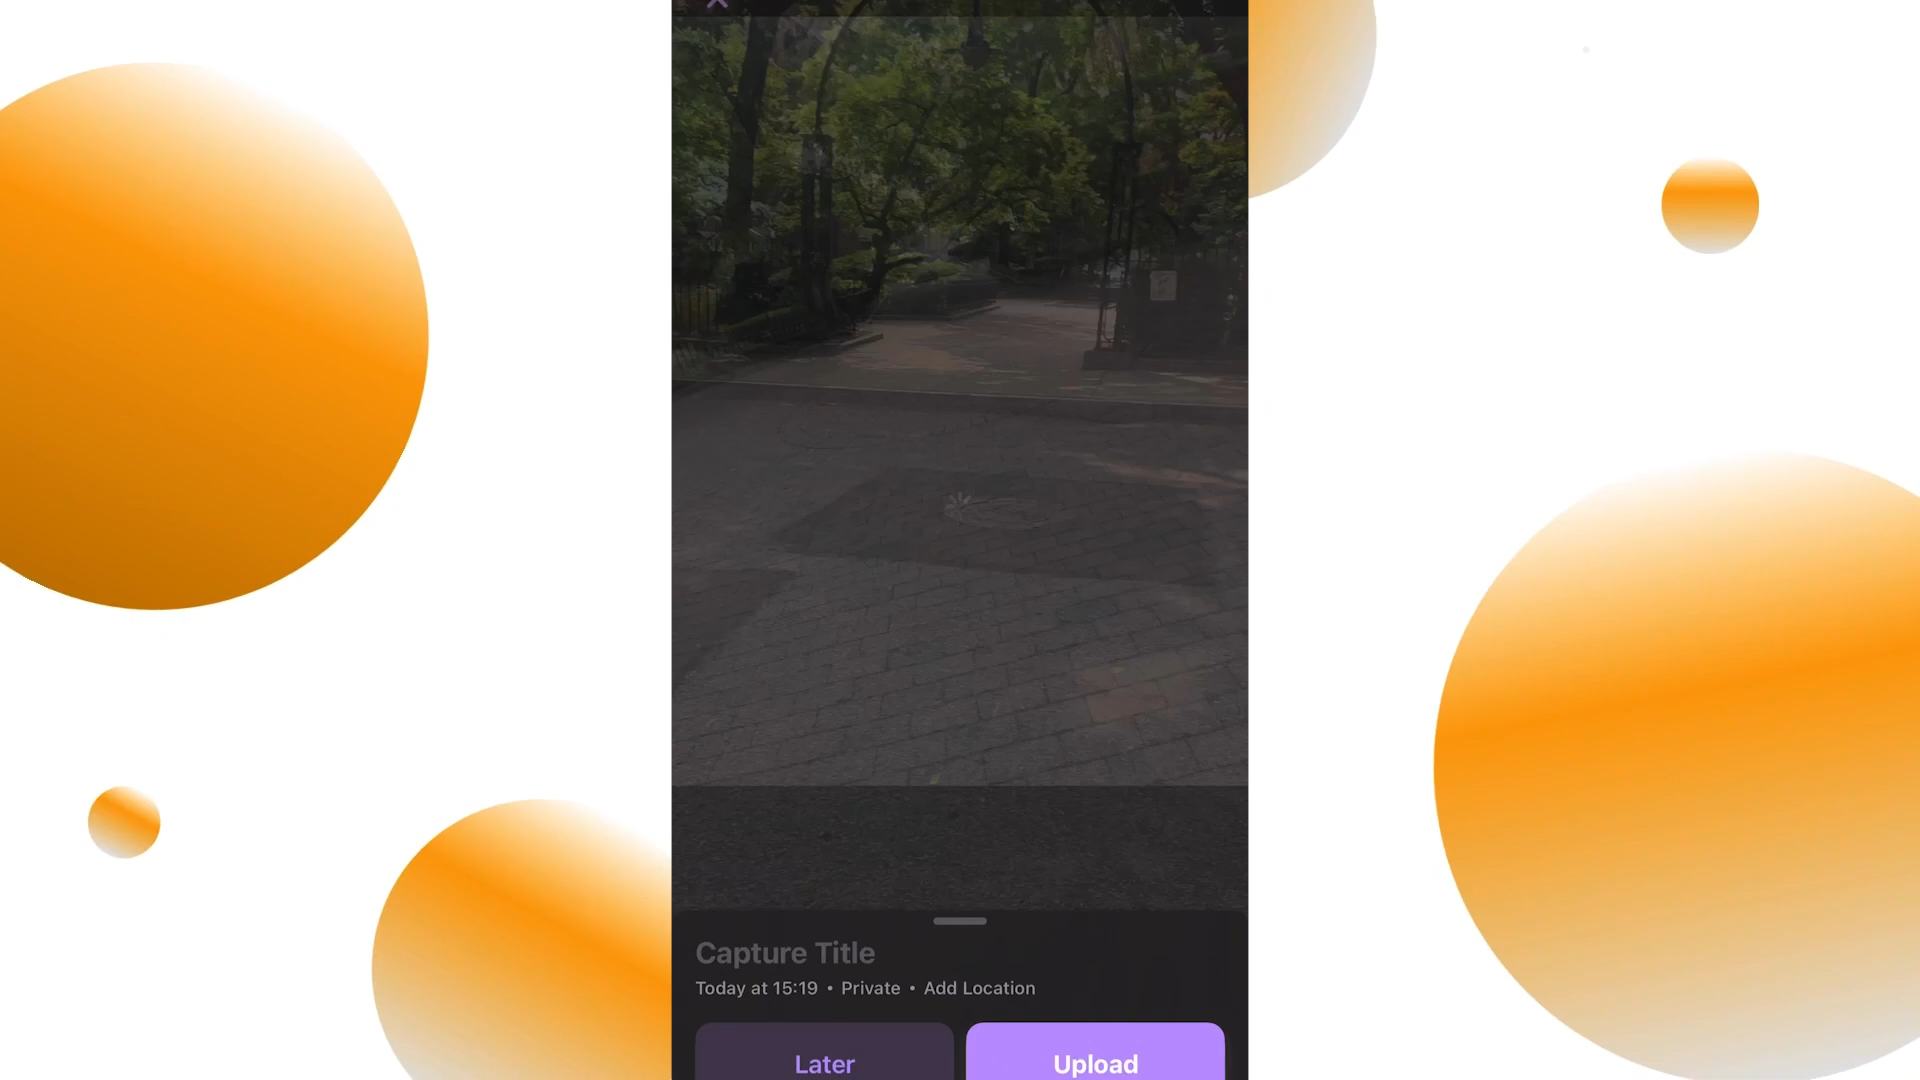 Capture Title
Today at 15:19 • Private • Add Location
Later
Upload